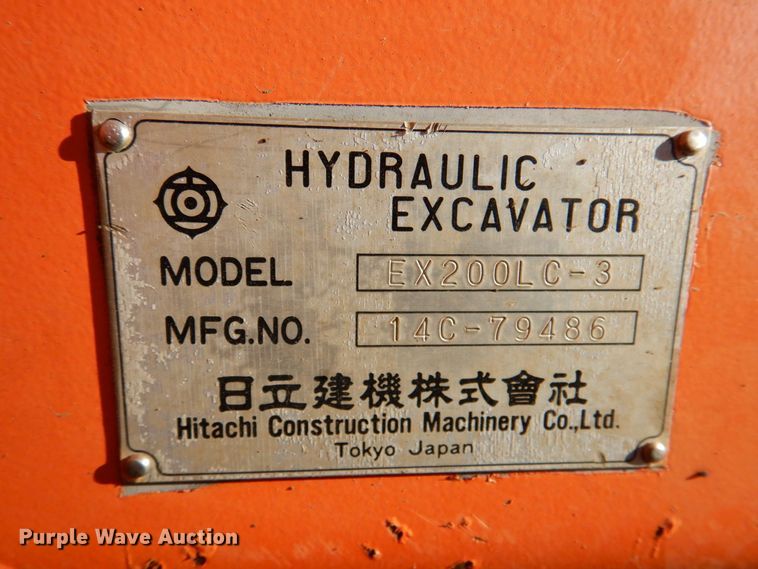 HYDRAULIC
EXCAVATOR
MODEL EX200LC-3
MFG.NO. 14C-79486
日立建機株式會社
Hitachi Construction Machinery Co.,Ltd.
Tokyo Japan
Purple Wave Auction